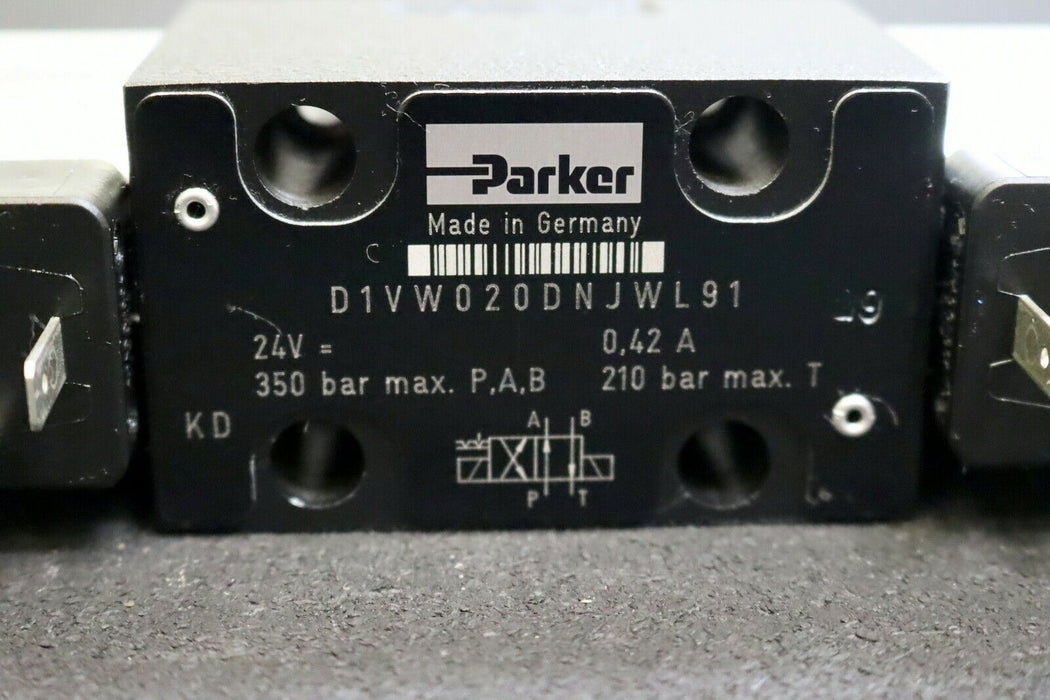 Parker
Made in Germany
D1VW020DNJWL91
24V = 0,42 A
350 bar max. P,A,B 210 bar max. T
KD
A B
P T